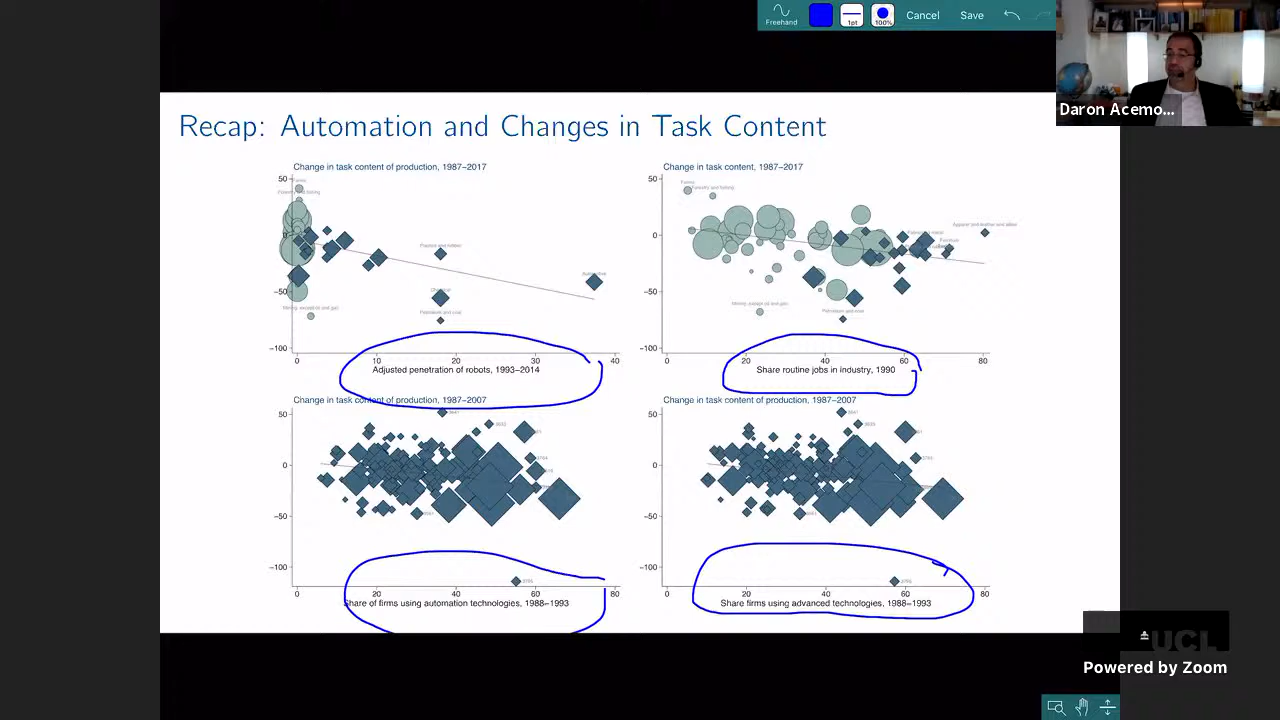 Freehand
1pt
100%
Cancel
Save
Daron Acemo...
Recap: Automation and Changes in Task Content
Change in task content of production, 1987–2017
50
0
−50
−100
0
10
20
30
40
Adjusted penetration of robots, 1993–2014
Change in task content, 1987–2017
50
0
−50
−100
0
20
40
60
80
Share routine jobs in industry, 1990
Change in task content of production, 1987–2007
50
0
−50
−100
0
20
40
60
80
Share of firms using automation technologies, 1988–1993
Change in task content of production, 1987–2007
50
0
−50
−100
0
20
40
60
80
Share firms using advanced technologies, 1988–1993
UCL
Powered by Zoom